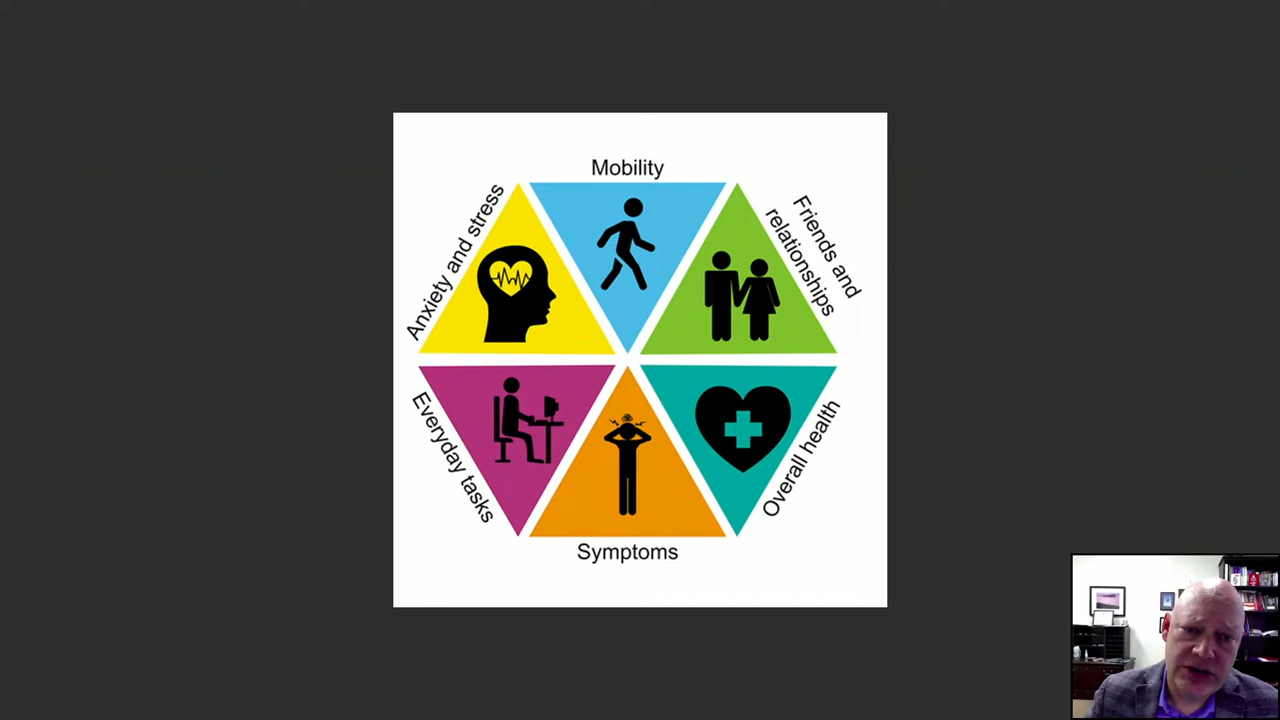 Mobility
Anxiety and stress
Friends and
relationships
Everyday tasks
Overall health
Symptoms